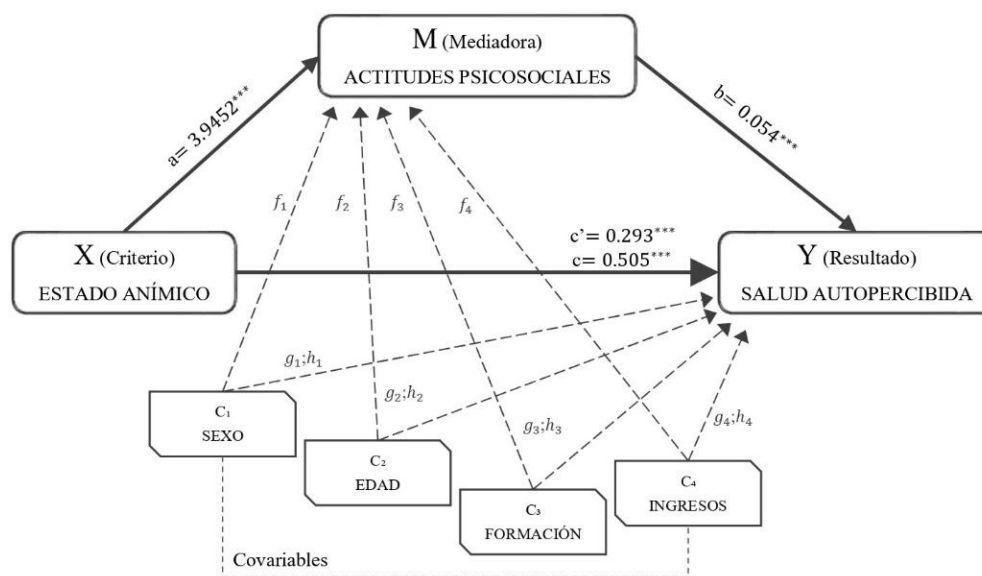 M (Mediadora)
ACTITUDES PSICOSOCIALES
a= 3.9452***
b= 0.054***
f₁
f₂
f₃
f₄
X (Criterio)
ESTADO ANÍMICO
c’= 0.293***
c= 0.505***
Y (Resultado)
SALUD AUTOPERCIBIDA
g₁;h₁
g₂;h₂
g₃;h₃
g₄;h₄
C₁
SEXO
C₂
EDAD
C₃
FORMACIÓN
C₄
INGRESOS
Covariables